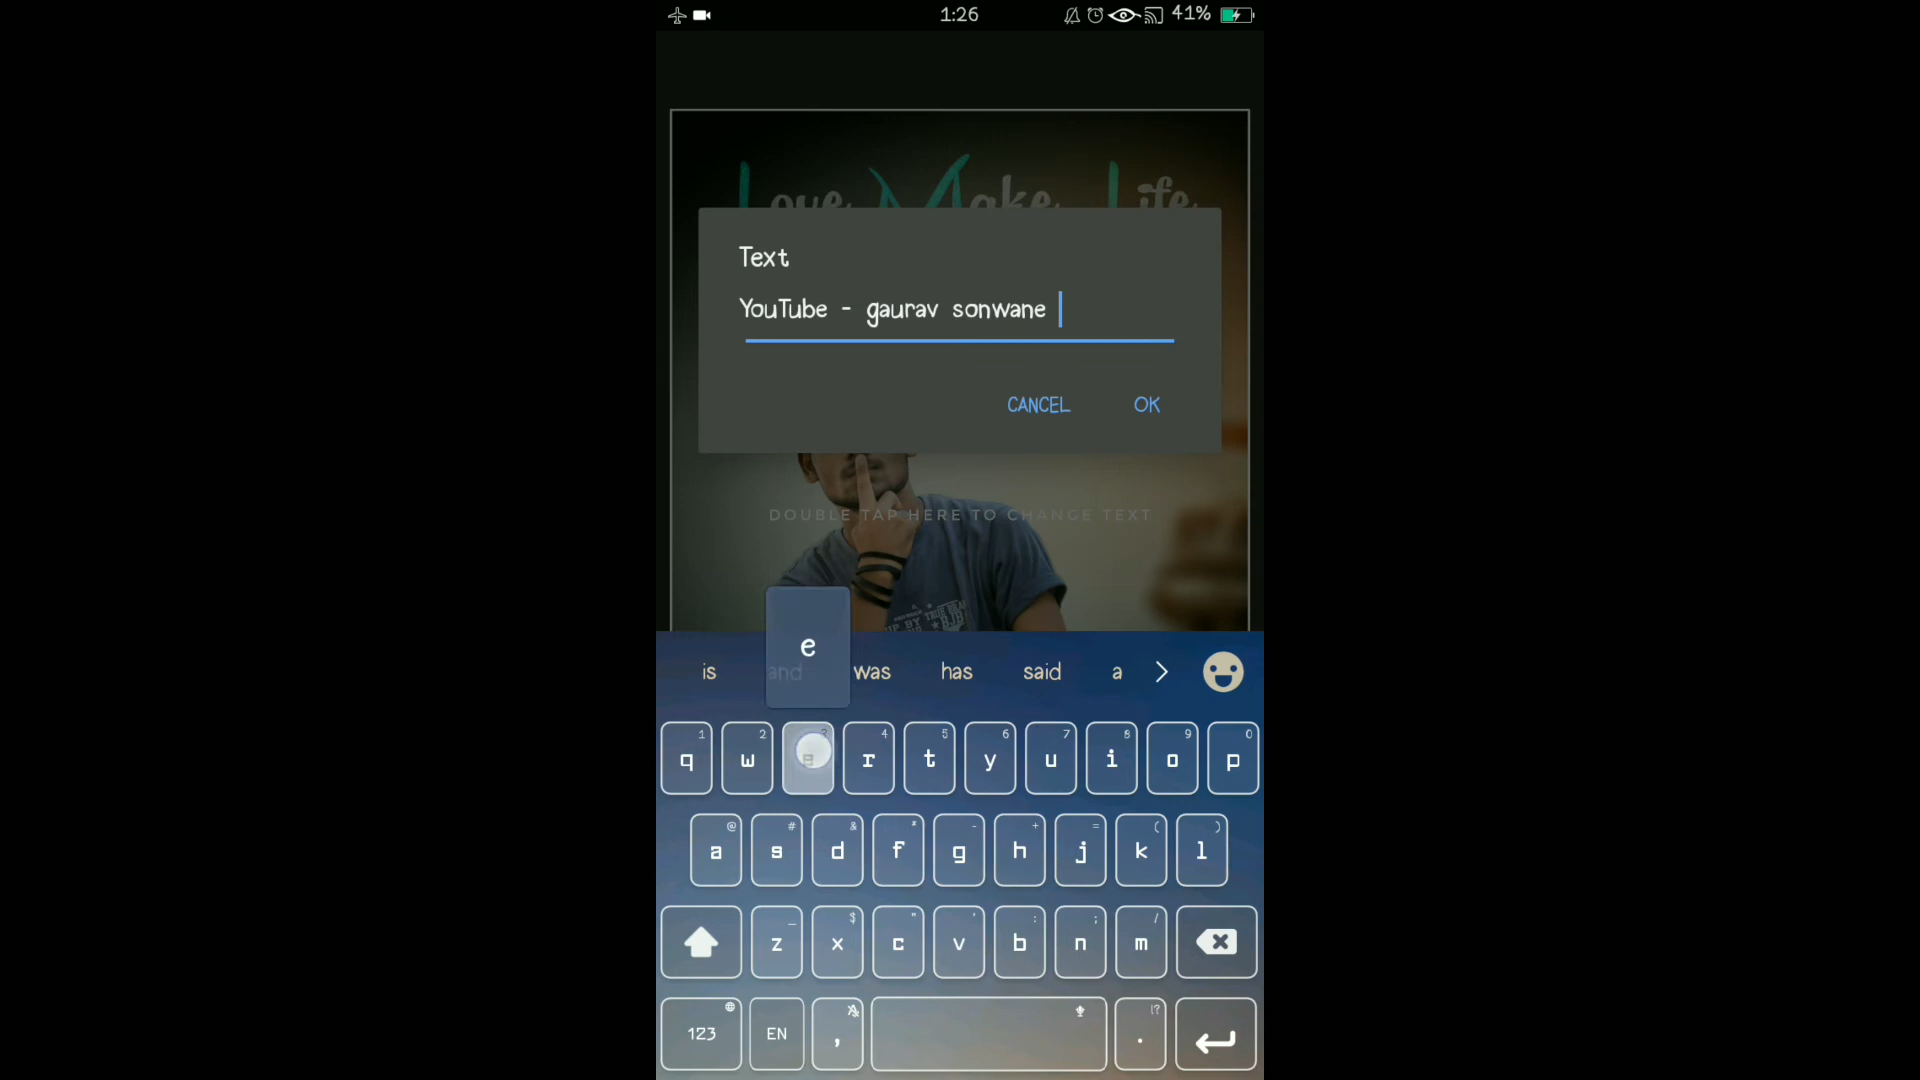 1:26
41%
Love Make Life
Text
YouTube - gaurav sonwane
CANCEL OK
DOUBLE TAP HERE TO CHANGE TEXT
e
is and was has said a
1 2 3 4 5 6 7 8 9 0
q w e r t y u i o p
@ # & * - + = ( )
a s d f g h j k l
_ $ " ' : ; /
z x c v b n m
!?
123 EN , .